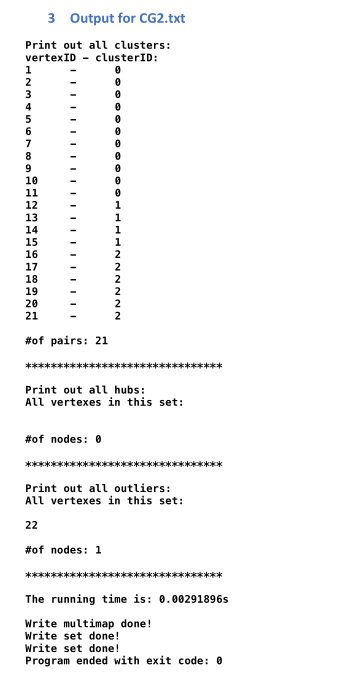 3 Output for CG2.txt
Print out all clusters:
vertexID – clusterID:
1 – 0
2 – 0
3 – 0
4 – 0
5 – 0
6 – 0
7 – 0
8 – 0
9 – 0
10 – 0
11 – 0
12 – 1
13 – 1
14 – 1
15 – 1
16 – 2
17 – 2
18 – 2
19 – 2
20 – 2
21 – 2
#of pairs: 21
*******************************
Print out all hubs:
All vertexes in this set:
#of nodes: 0
*******************************
Print out all outliers:
All vertexes in this set:
22
#of nodes: 1
*******************************
The running time is: 0.00291896s
Write multimap done!
Write set done!
Write set done!
Program ended with exit code: 0